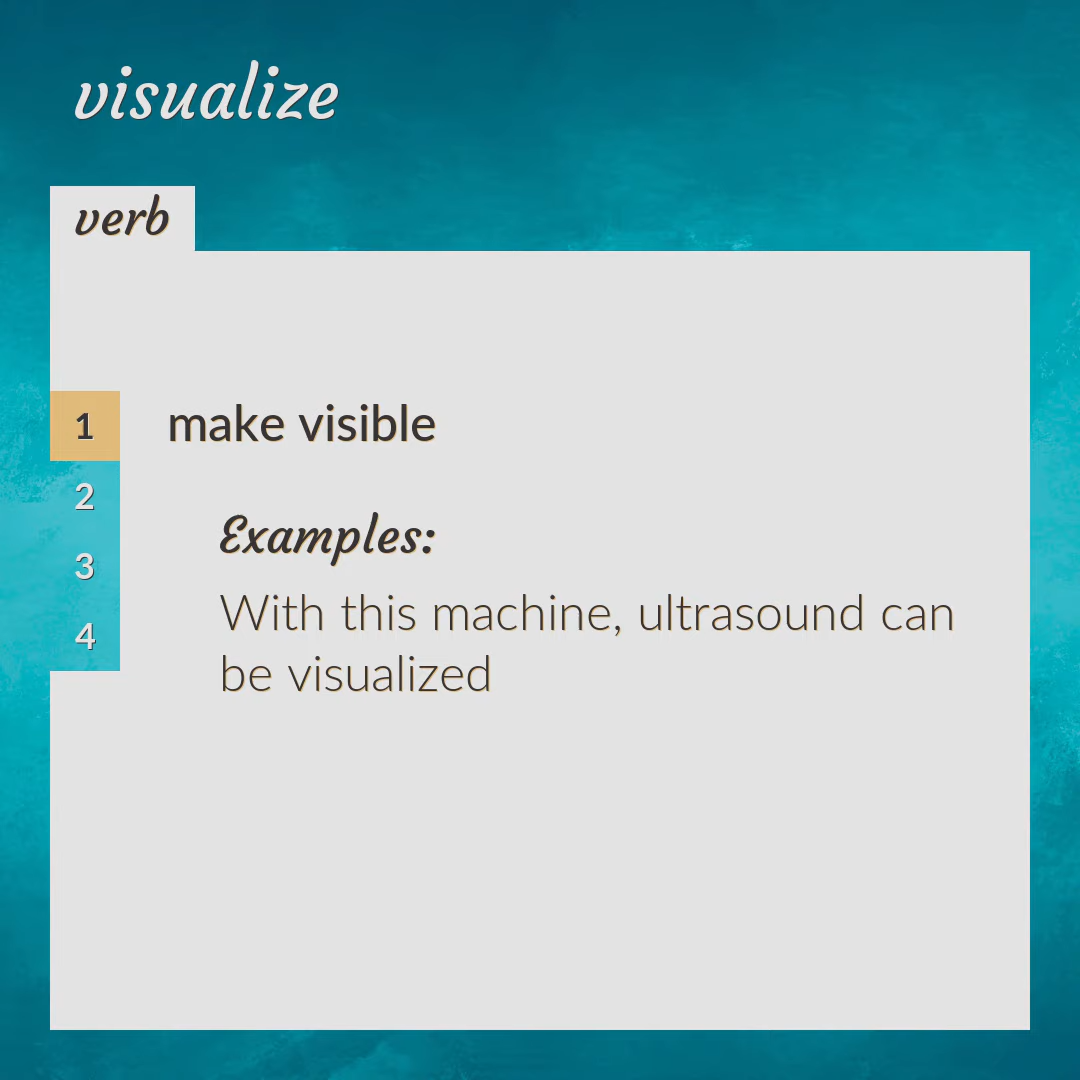 visualize
verb
1
make visible
2
3
4
Examples:
With this machine, ultrasound can
be visualized